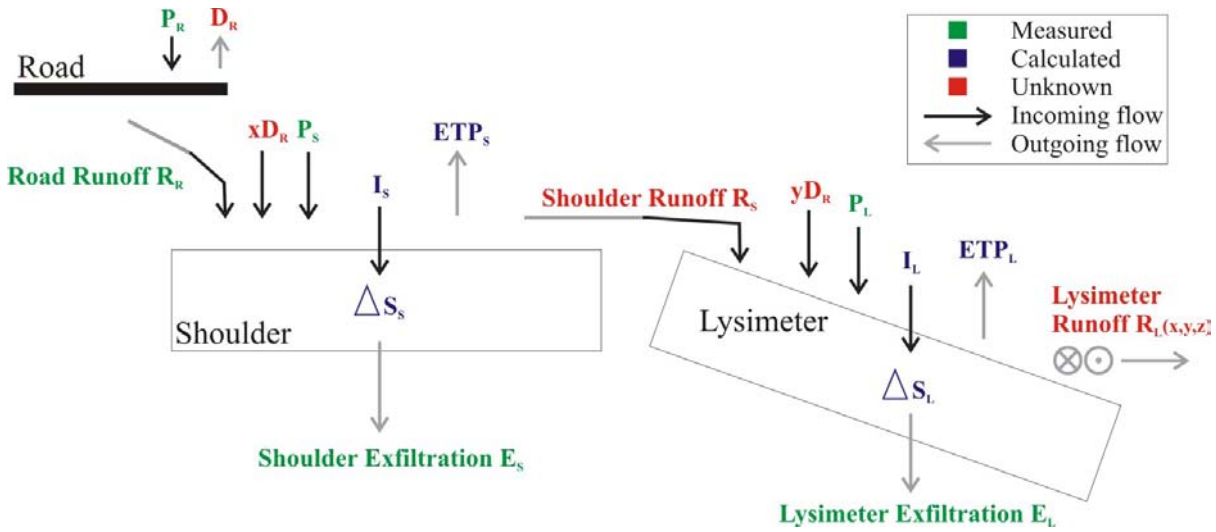 P_R D_R
Road
Measured
Calculated
Unknown
Incoming flow
Outgoing flow
Road Runoff R_R
xD_R P_S
I_S
ETP_S
Shoulder Runoff R_S
yD_R
P_L
I_L
ETP_L
Lysimeter
Runoff R_L(x,y,z)
△ S_S
Shoulder
Lysimeter
△ S_L
Shoulder Exfiltration E_S
Lysimeter Exfiltration E_L